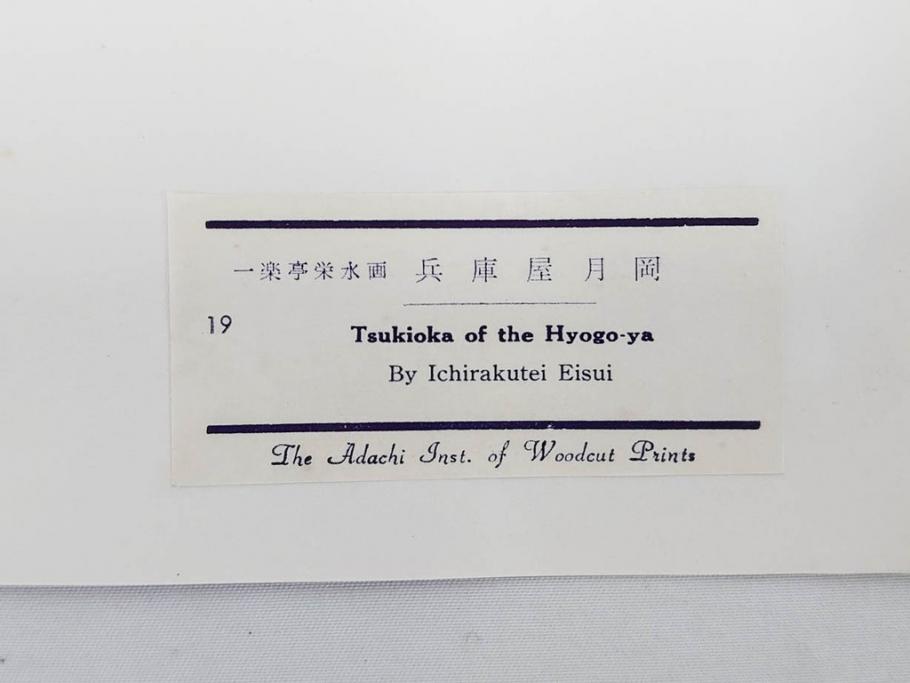 一楽亭栄水画 兵庫屋月岡
19
Tsukioka of the Hyogo-ya
By Ichirakutei Eisui
The Adachi Inst. of Woodcut Prints